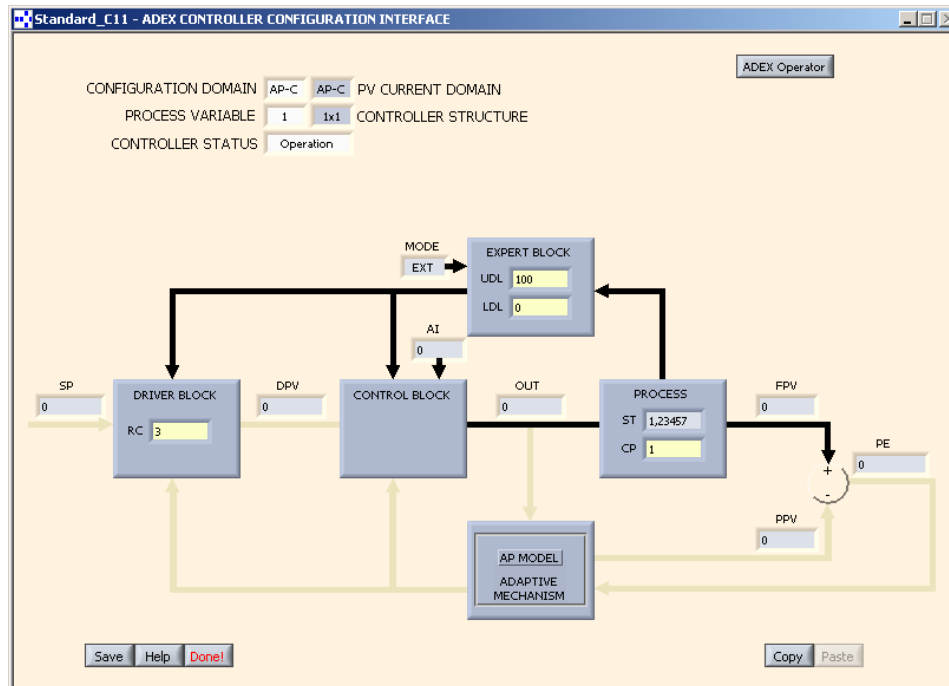 Standard_C11 - ADEX CONTROLLER CONFIGURATION INTERFACE
ADEX Operator
CONFIGURATION DOMAIN AP-C AP-C PV CURRENT DOMAIN
PROCESS VARIABLE 1 1x1 CONTROLLER STRUCTURE
CONTROLLER STATUS Operation
MODE
EXT
EXPERT BLOCK
UDL 100
LDL 0
AI
0
SP
0
DRIVER BLOCK
RC 3
DPV
0
CONTROL BLOCK
OUT
0
PROCESS
ST 1,23457
CP 1
FPV
0
PE
0
+
-
PPV
0
AP MODEL
ADAPTIVE
MECHANISM
Save Help Done!
Copy Paste